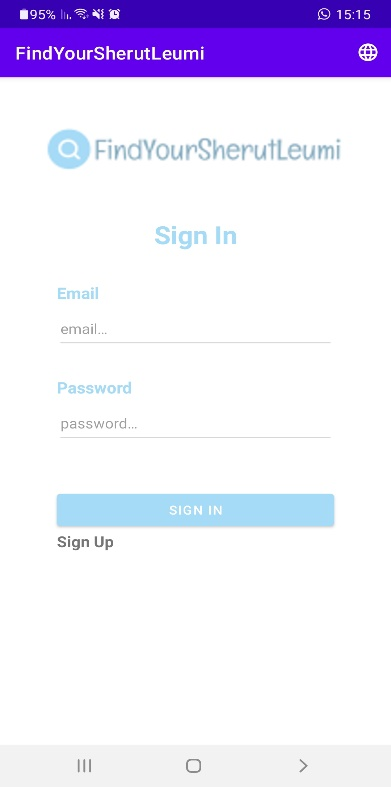 95% 15:15
FindYourSherutLeumi
FindYourSherutLeumi
Sign In
Email
email...
Password
password...
SIGN IN
Sign Up